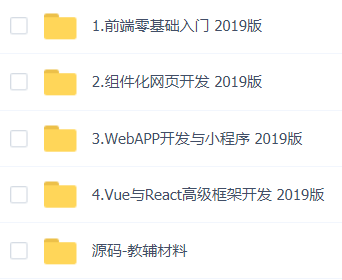 1.前端零基础入门 2019版
2.组件化网页开发 2019版
3.WebAPP开发与小程序 2019版
4.Vue与React高级框架开发 2019版
源码-教辅材料